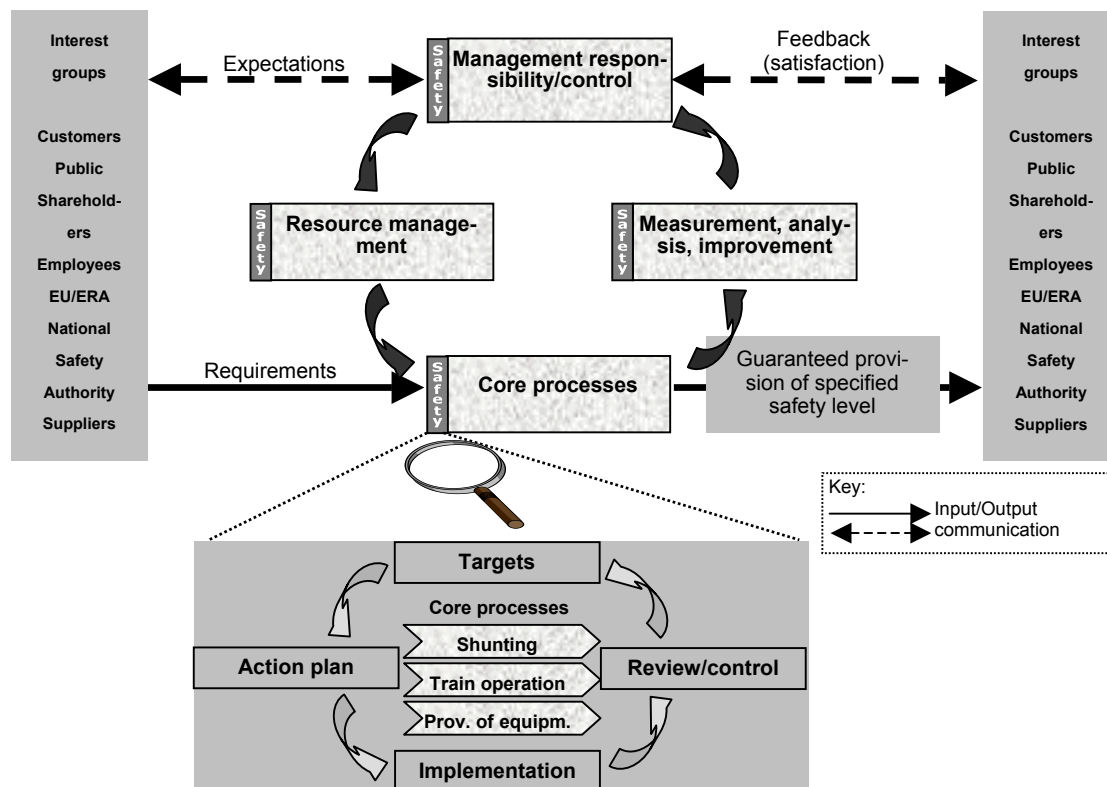 Interest
groups
Customers
Public
Sharehold-
ers
Employees
EU/ERA
National
Safety
Authority
Suppliers
Expectations
Safety
Management respon-
sibility/control
Feedback
(satisfaction)
Interest
groups
Customers
Public
Sharehold-
ers
Employees
EU/ERA
National
Safety
Authority
Suppliers
Safety
Resource manage-
ment
Safety
Measurement, analy-
sis, improvement
Requirements
Safety
Core processes
Guaranteed provi-
sion of specified
safety level
Key:
Input/Output
communication
Targets
Core processes
Shunting
Action plan
Train operation
Review/control
Prov. of equipm.
Implementation